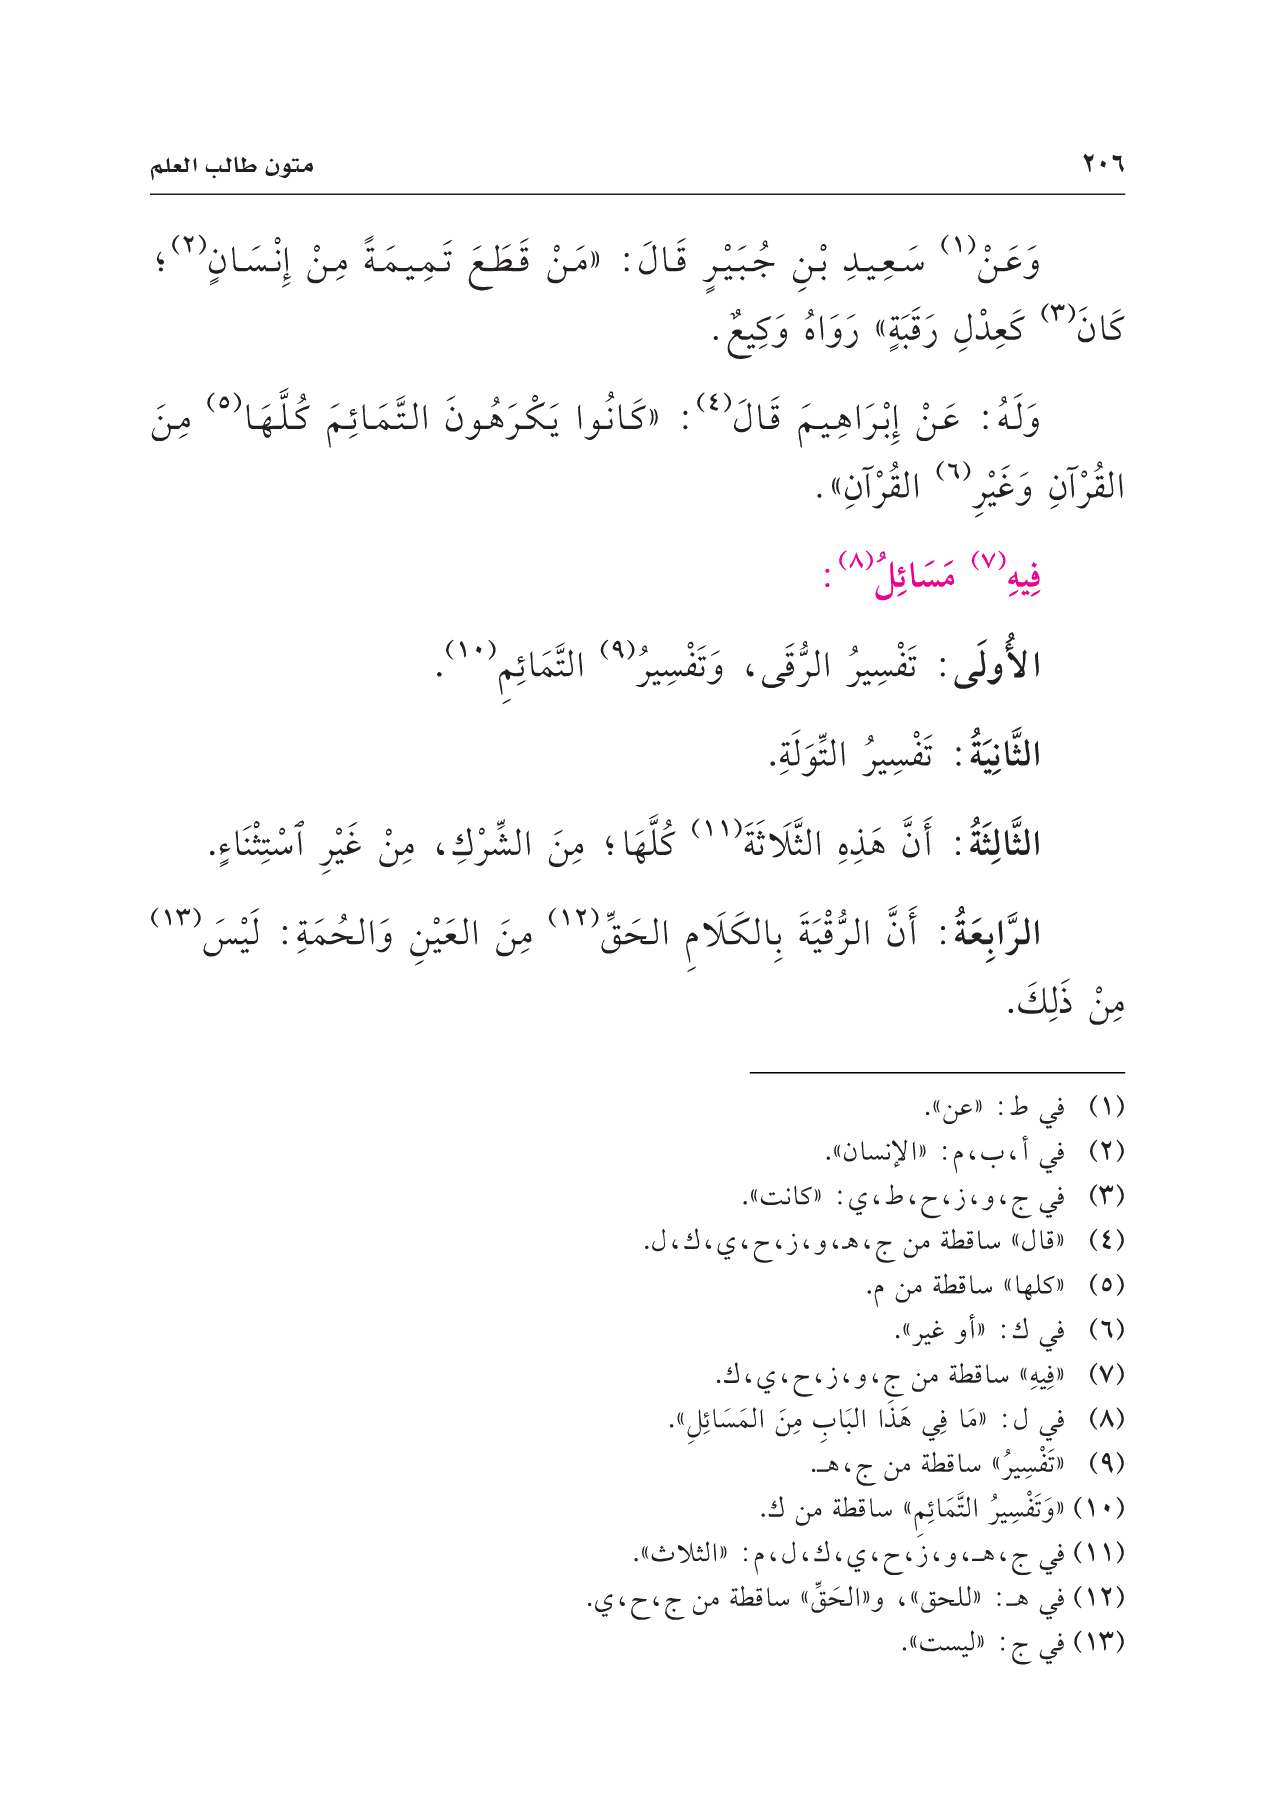 ٢٠٦ متون طالب العلم
وَعَنْ(١) سَعِيدِ بْنِ جُبَيْرٍ قَالَ: «مَنْ قَطَعَ تَمِيمَةً مِنْ إِنْسَانٍ(٢)؛
كَانَ(٣) كَعِدْلِ رَقَبَةٍ» رَوَاهُ وَكِيعٌ.
وَلَهُ: عَنْ إِبْرَاهِيمَ قَالَ(٤): «كَانُوا يَكْرَهُونَ التَّمَائِمَ كُلَّهَا(٥) مِنَ
القُرْآنِ وَغَيْرِ(٦) القُرْآنِ».
فِيهِ(٧) مَسَائِلُ(٨):
الأُولَى: تَفْسِيرُ الرُّقَى، وَتَفْسِيرُ(٩) التَّمَائِمِ(١٠).
الثَّانِيَةُ: تَفْسِيرُ التِّوَلَةِ.
الثَّالِثَةُ: أَنَّ هَذِهِ الثَّلَاثَةَ(١١) كُلَّهَا؛ مِنَ الشِّرْكِ، مِنْ غَيْرِ ٱسْتِثْنَاءٍ.
الرَّابِعَةُ: أَنَّ الرُّقْيَةَ بِالكَلَامِ الحَقِّ(١٢) مِنَ العَيْنِ وَالحُمَةِ: لَيْسَ(١٣)
مِنْ ذَلِكَ.
(١) في ط: «عن».
(٢) في أ، ب، م: «الإنسان».
(٣) في ج، و، ز، ح، ط، ي: «كانت».
(٤) «قال» ساقطة من ج، هـ، و، ز، ح، ي، ك، ل.
(٥) «كلها» ساقطة من م.
(٦) في ك: «أو غير».
(٧) «فِيهِ» ساقطة من ج، و، ز، ح، ي، ك.
(٨) في ل: «مَا فِي هَذَا البَابِ مِنَ المَسَائِلِ».
(٩) «تَفْسِيرُ» ساقطة من ج، هـ.
(١٠) «وَتَفْسِيرُ التَّمَائِمِ» ساقطة من ك.
(١١) في ج، هـ، و، ز، ح، ي، ك، ل، م: «الثلاث».
(١٢) في هـ: «للحق»، و«الحَقِّ» ساقطة من ج، ح، ي.
(١٣) في ج: «ليست».